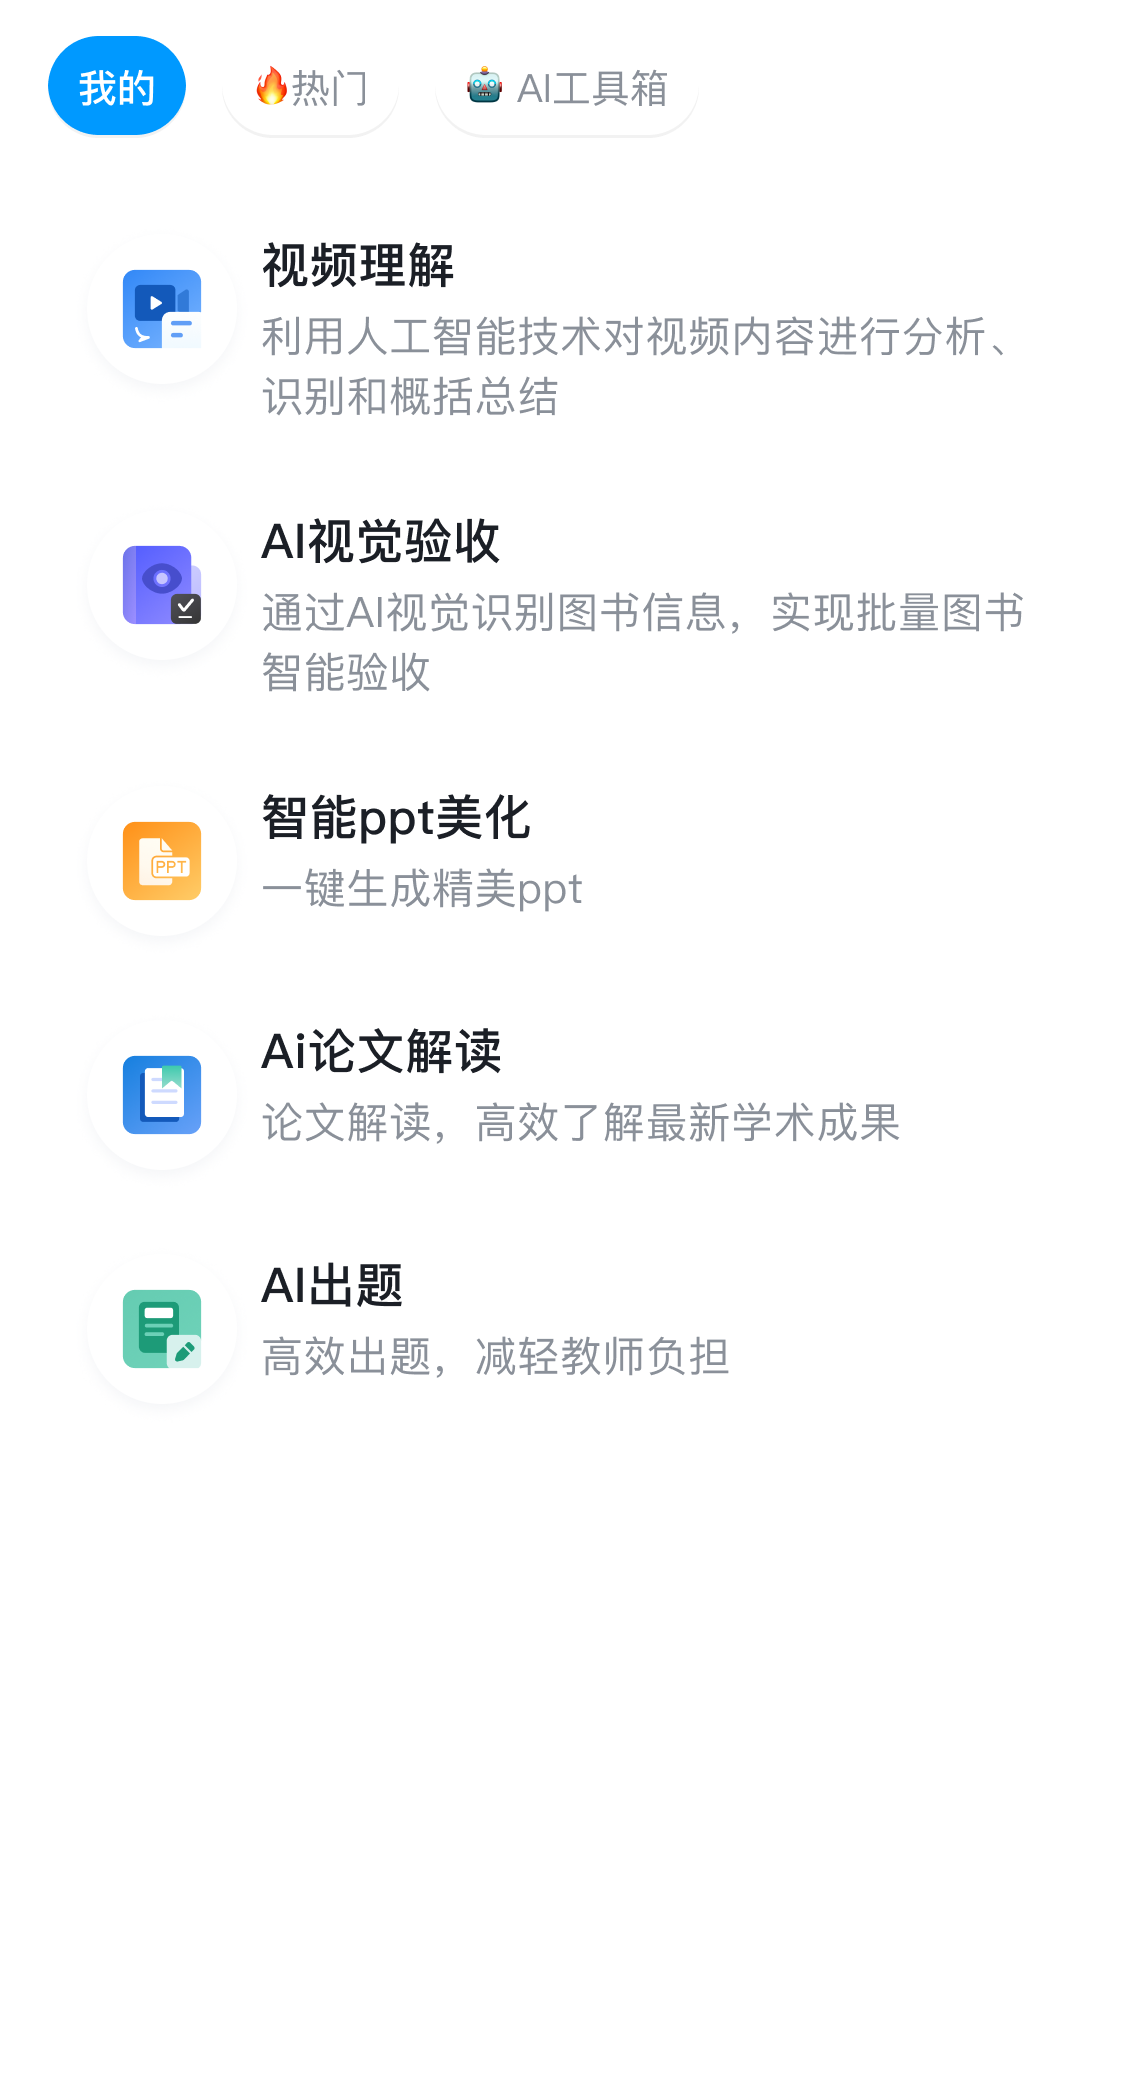 我的
🔥热门
🤖 AI工具箱
视频理解
利用人工智能技术对视频内容进行分析、
识别和概括总结
AI视觉验收
通过AI视觉识别图书信息，实现批量图书
智能验收
智能ppt美化
PPT
一键生成精美ppt
Ai论文解读
论文解读，高效了解最新学术成果
AI出题
高效出题，减轻教师负担